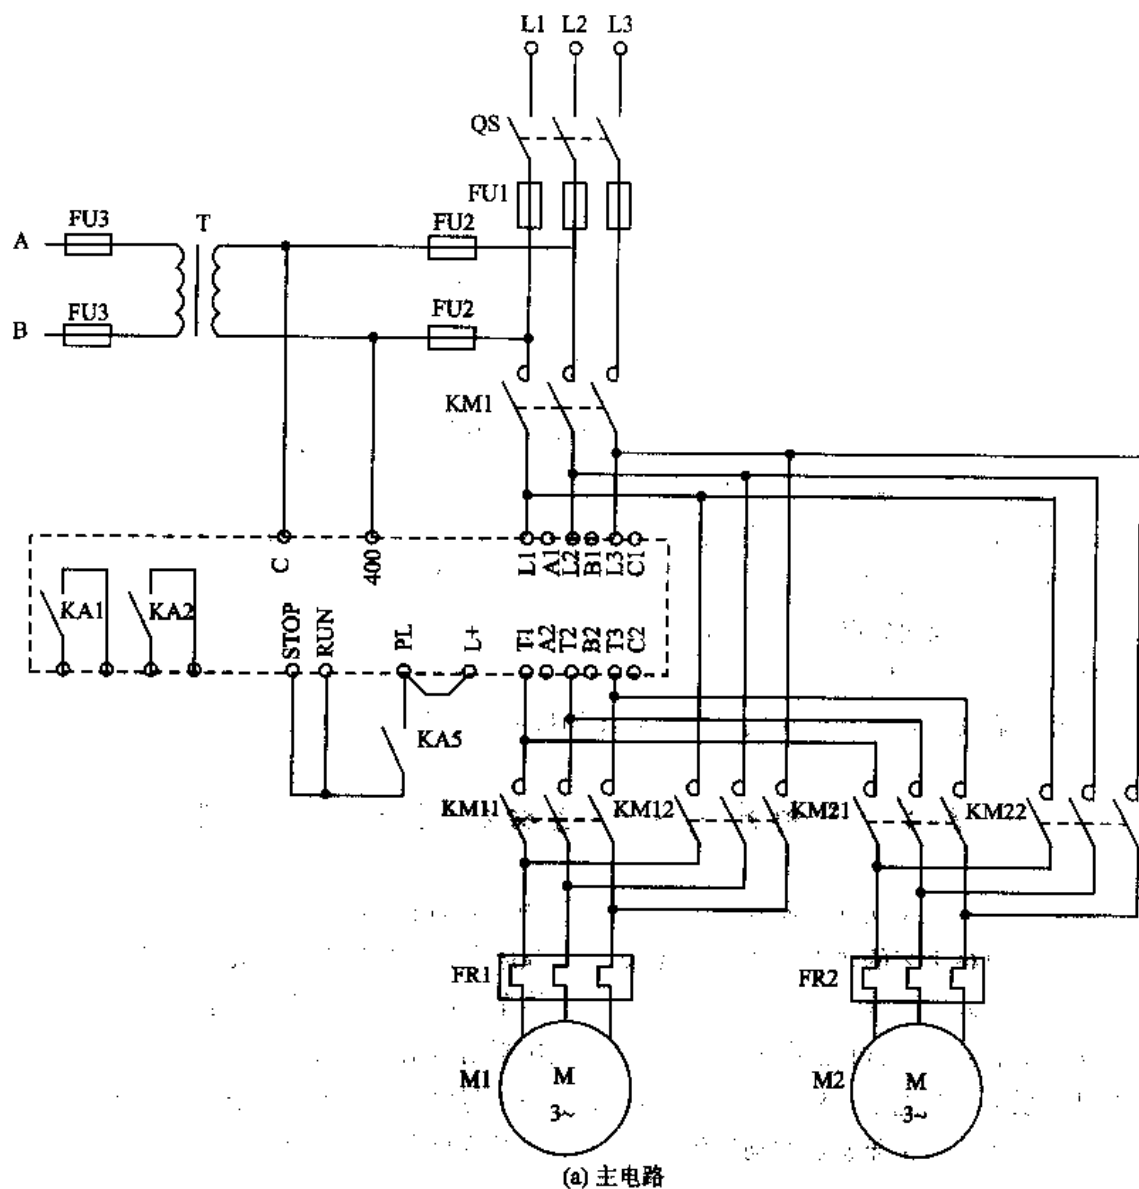 L1 L2 L3
QS
FU1
A FU3 T FU2
B FU3 FU2
KM1
C 400 L1 A1 L2 B1 L3 C1
KA1 KA2 STOP RUN PL L+ T1 A2 T2 B2 T3 C2
KA5
KM11 KM12 KM21 KM22
FR1 FR2
M1 M M2 M
3~ 3~
(a) 主电路